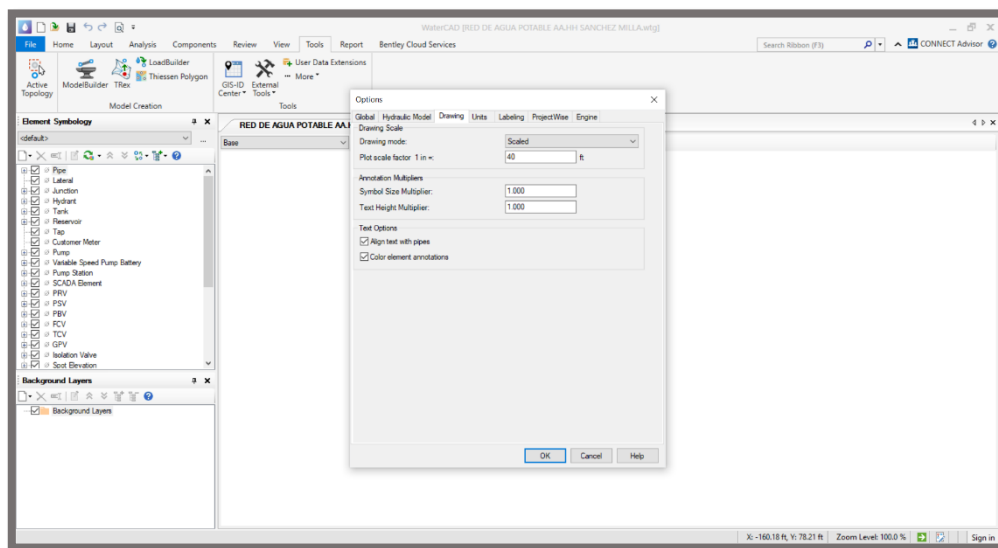 WaterCAD [RED DE AGUA POTABLE AA.HH SANCHEZ MILLA.wtg]
File Home Layout Analysis Components Review View Tools Report Bentley Cloud Services
Search Ribbon (F3)
CONNECT Advisor
Active Topology
ModelBuilder
TRex
LoadBuilder
Thiessen Polygon
Model Creation
GIS-ID Center
External Tools
User Data Extensions
More
Tools
Element Symbology
<default>
Pipe
Lateral
Junction
Hydrant
Tank
Reservoir
Tap
Customer Meter
Pump
Variable Speed Pump Battery
Pump Station
SCADA Element
PRV
PSV
PBV
FCV
TCV
GPV
Isolation Valve
Spot Elevation
Background Layers
Background Layers
RED DE AGUA POTABLE AA.
Base
Options
Global Hydraulic Model Drawing Units Labeling ProjectWise Engine
Drawing Scale
Drawing mode: Scaled
Plot scale factor 1 in =: 40 ft
Annotation Multipliers
Symbol Size Multiplier: 1.000
Text Height Multiplier: 1.000
Text Options
Align text with pipes
Color element annotations
OK Cancel Help
X: -160.18 ft, Y: 78.21 ft Zoom Level: 100.0 % Sign in